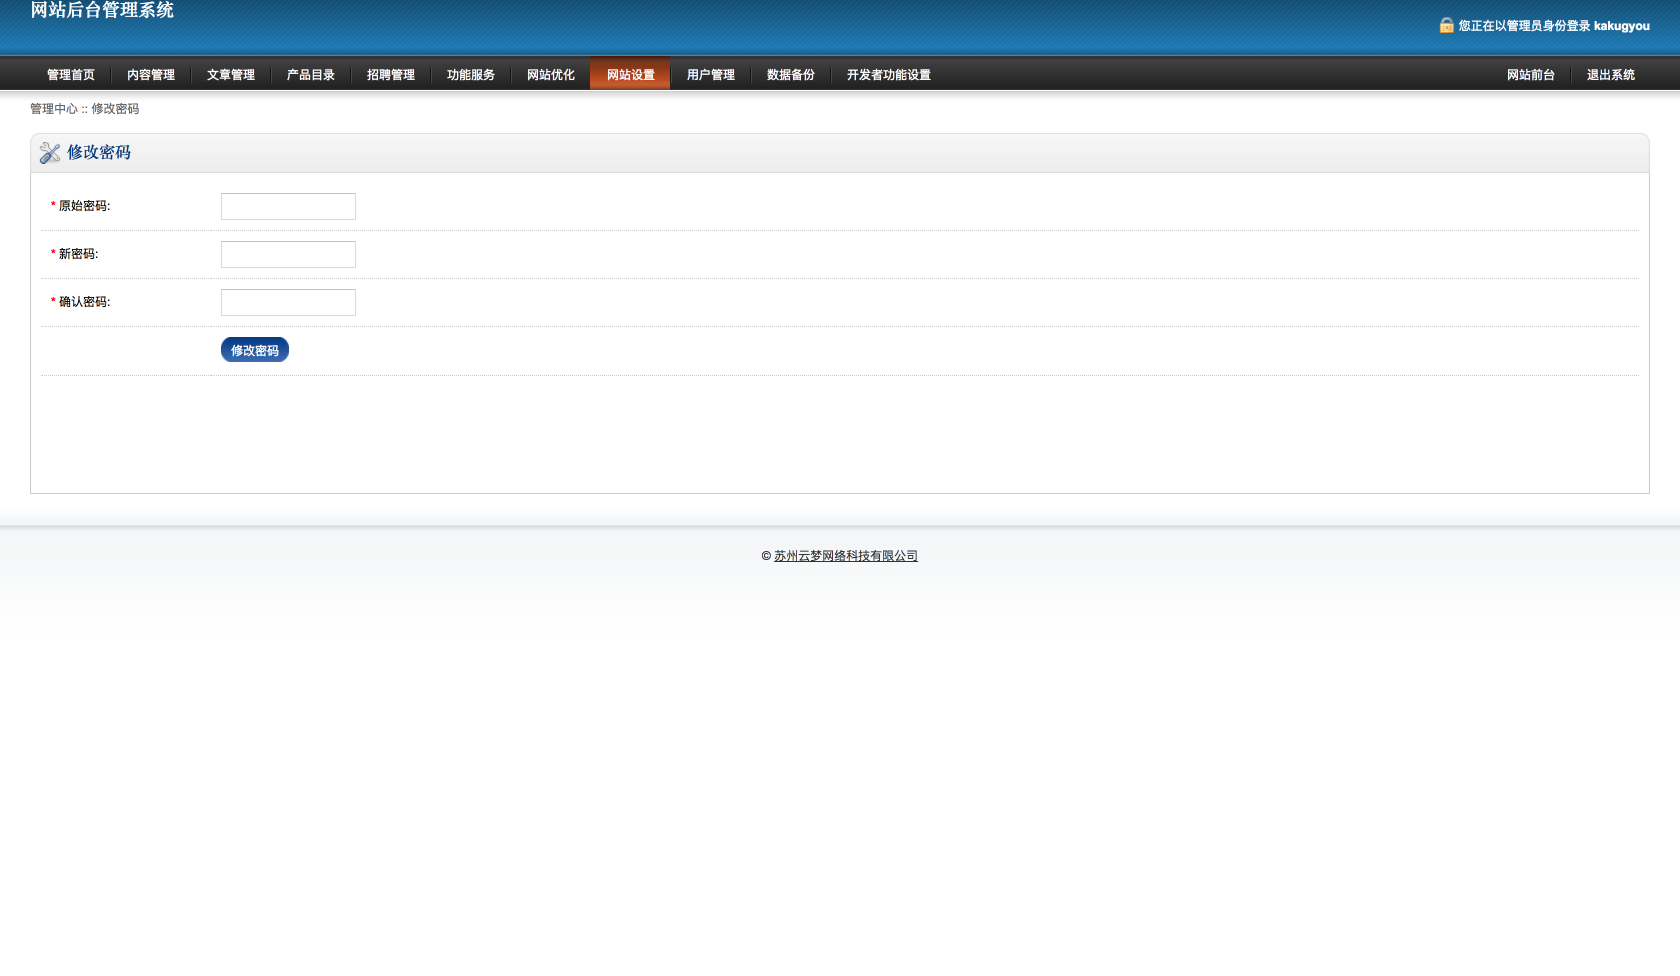 网站后台管理系统
您正在以管理员身份登录 kakugyou
管理首页 内容管理 文章管理 产品目录 招聘管理 功能服务 网站优化 网站设置 用户管理 数据备份 开发者功能设置 网站前台 退出系统
管理中心 :: 修改密码
修改密码
* 原始密码:
* 新密码:
* 确认密码:
修改密码
© 苏州云梦网络科技有限公司